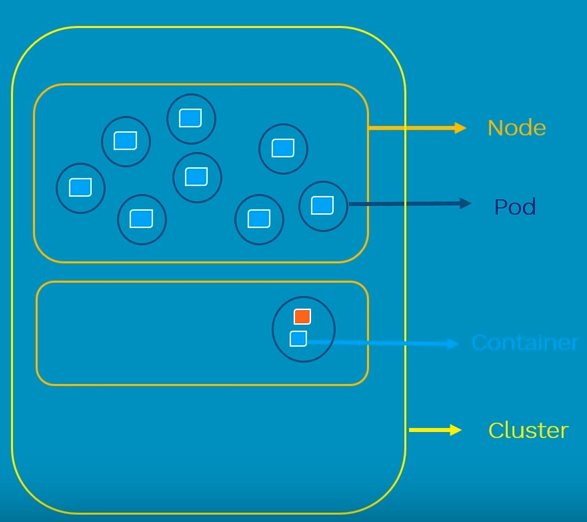 Node
Pod
Container
Cluster